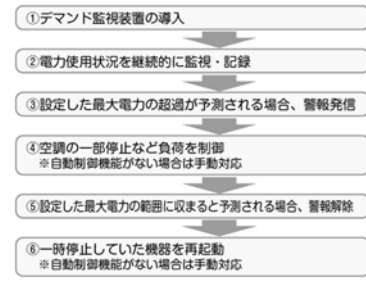 ①デマンド監視装置の導入
②電力使用状況を継続的に監視・記録
③設定した最大電力の超過が予測される場合、警報発信
④空調の一部停止など負荷を制御
※自動制御機能がない場合は手動対応
⑤設定した最大電力の範囲に収まると予測される場合、警報解除
⑥一時停止していた機器を再起動
※自動制御機能がない場合は手動対応